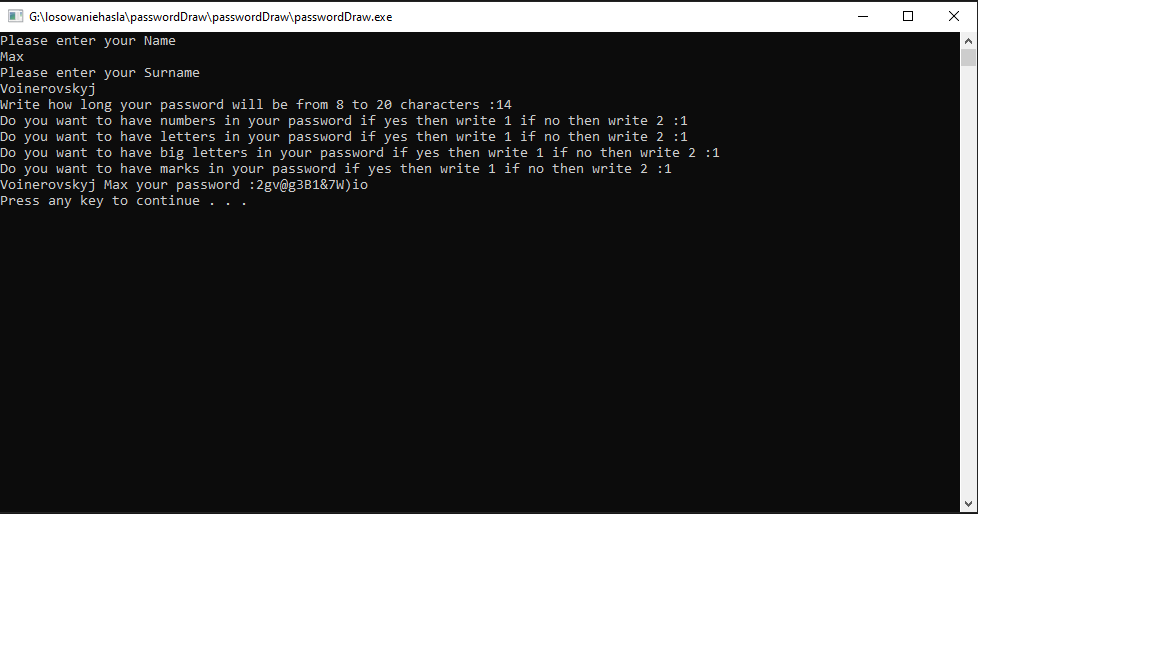 G:\losowaniehasla\passwordDraw\passwordDraw\passwordDraw.exe
Please enter your Name
Max
Please enter your Surname
Voinerovskyj
Write how long your password will be from 8 to 20 characters :14
Do you want to have numbers in your password if yes then write 1 if no then write 2 :1
Do you want to have letters in your password if yes then write 1 if no then write 2 :1
Do you want to have big letters in your password if yes then write 1 if no then write 2 :1
Do you want to have marks in your password if yes then write 1 if no then write 2 :1
Voinerovskyj Max your password :2gv@g3B1&7W)io
Press any key to continue . . .